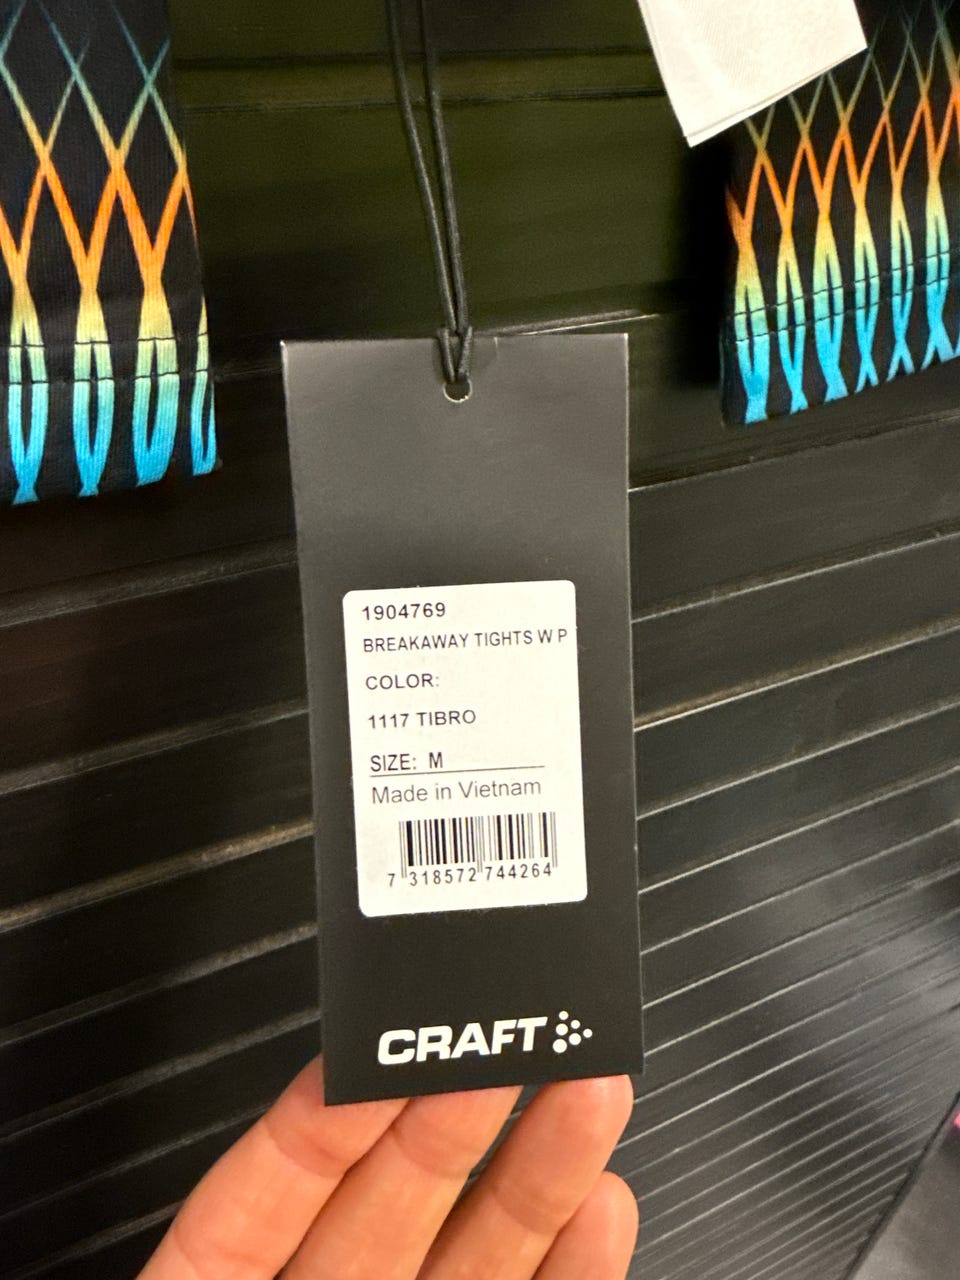 1904769
BREAKAWAY TIGHTS W P
COLOR:
1117 TIBRO
SIZE: M
Made in Vietnam
7 318572 744264
CRAFT